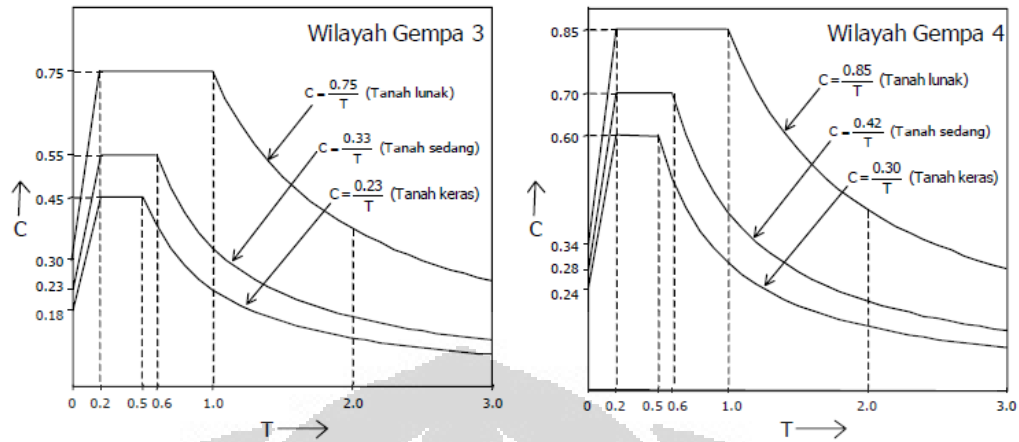 Wilayah Gempa 3
0.75
0.55
0.45
0.30
0.23
0.18
C
C = 0.75/T (Tanah lunak)
C = 0.33/T (Tanah sedang)
C = 0.23/T (Tanah keras)
0 0.2 0.5 0.6 1.0 2.0 3.0
T
Wilayah Gempa 4
0.85
0.70
0.60
0.34
0.28
0.24
C
C = 0.85/T (Tanah lunak)
C = 0.42/T (Tanah sedang)
C = 0.30/T (Tanah keras)
0 0.2 0.5 0.6 1.0 2.0 3.0
T